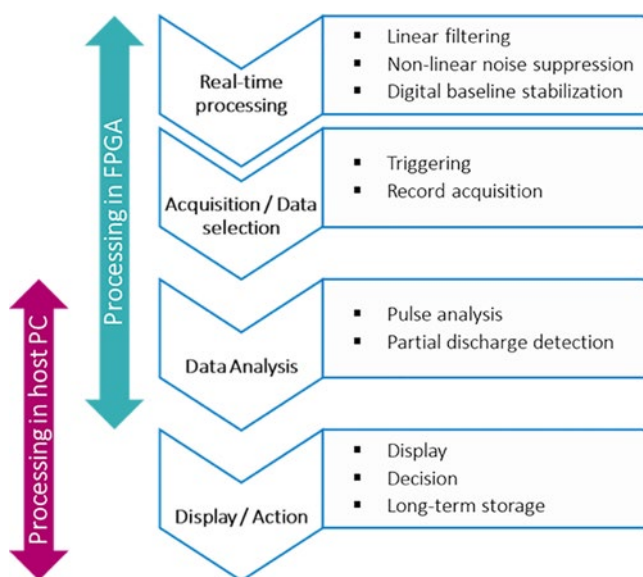 Processing in FPGA
Processing in host PC
Real-time
processing
▪ Linear filtering
▪ Non-linear noise suppression
▪ Digital baseline stabilization
Acquisition / Data
selection
▪ Triggering
▪ Record acquisition
Data Analysis
▪ Pulse analysis
▪ Partial discharge detection
Display / Action
▪ Display
▪ Decision
▪ Long-term storage